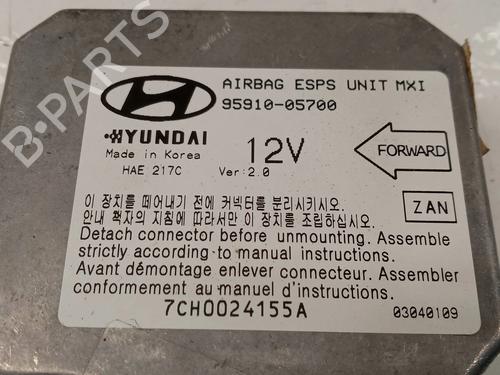 B-PARTS
AIRBAG ESPS UNIT MXI
95910-05700
HYUNDAI
Made in Korea
HAE 217C
12V
Ver:2.0
FORWARD
ZAN
이 장치를 떼어내기 전에 커넥터를 분리시키시오.
안내 책자의 지침에 따라서만 이 장치를 조립하십시오.
Detach connector before unmounting. Assemble
strictly according to manual instructions.
Avant démontage enlever connecteur. Assembler
conformement au manuel d'instructions.
7CH0024155A
03040109